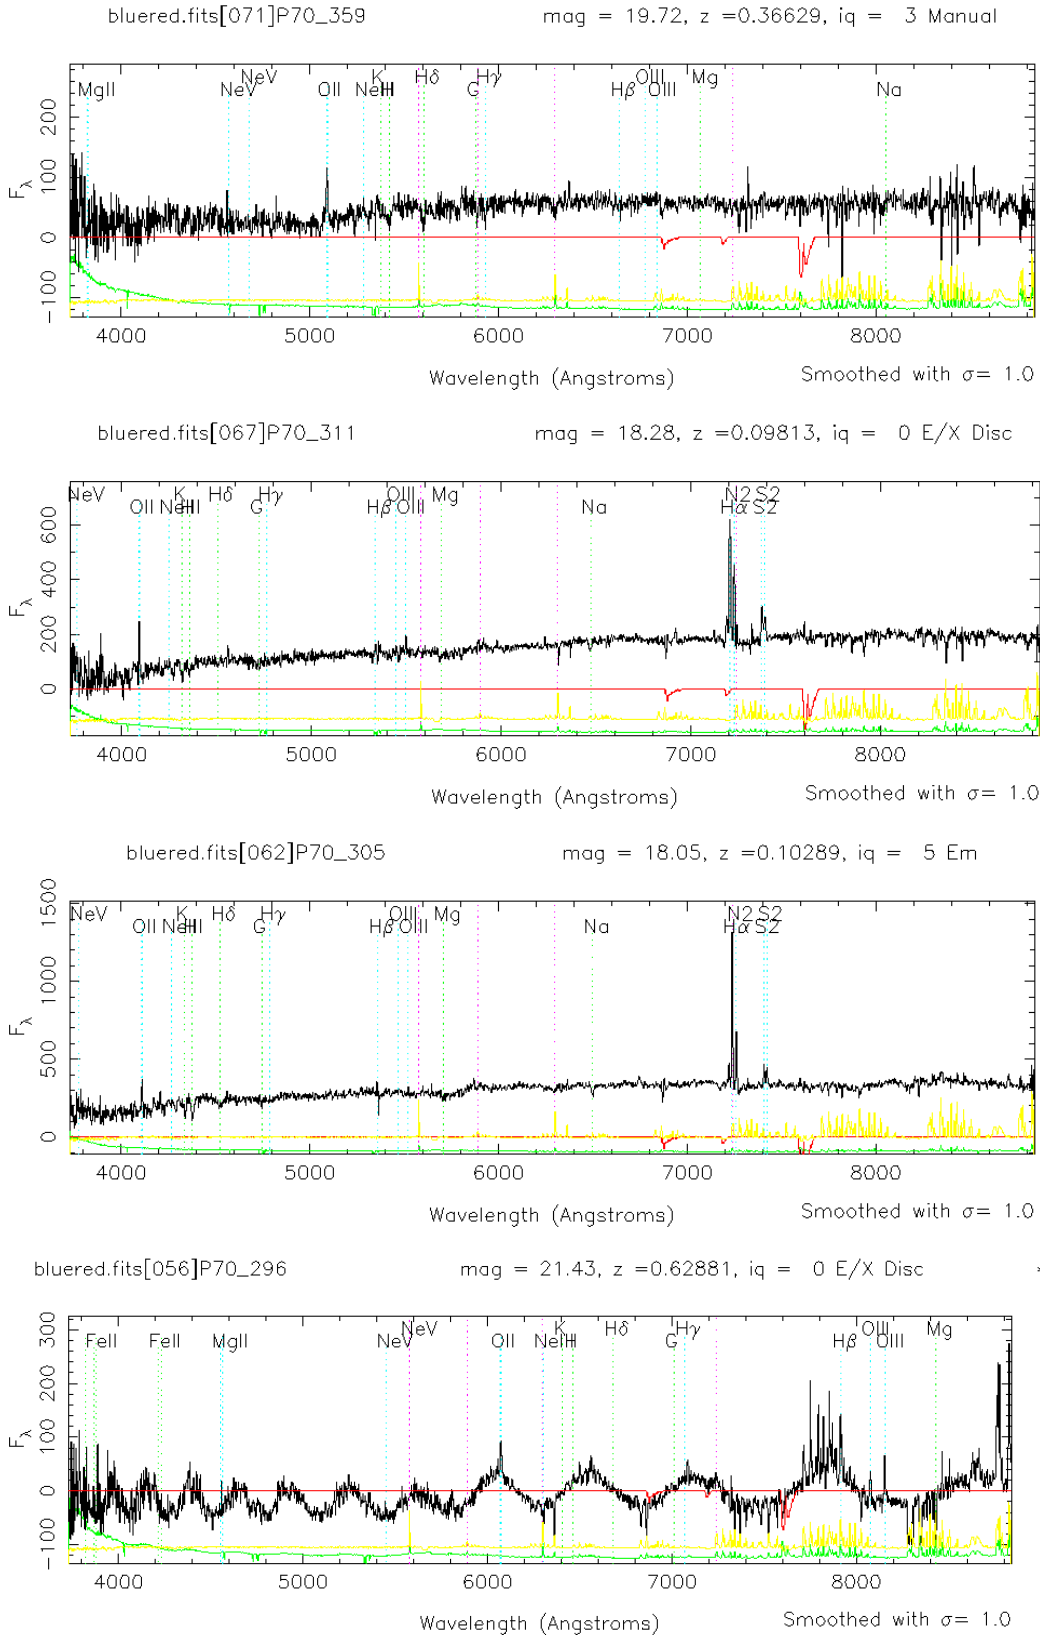 bluered.fits[071]P70_359 mag = 19.72, z =0.36629, iq = 3 Manual
NeV K Hδ Hγ OIII Mg
MgII NeV OII NeIII H G Hβ OIII Na
Fλ
200
100
0
−100
4000 5000 6000 7000 8000
Wavelength (Angstroms) Smoothed with σ= 1.0
bluered.fits[067]P70_311 mag = 18.28, z =0.09813, iq = 0 E/X Disc
NeV K Hδ Hγ OIII Mg N2 S2
OII NeIII H G Hβ OIII Na Hα S2
Fλ
600
400
200
0
4000 5000 6000 7000 8000
Wavelength (Angstroms) Smoothed with σ= 1.0
bluered.fits[062]P70_305 mag = 18.05, z =0.10289, iq = 5 Em
NeV K Hδ Hγ OIII Mg N2 S2
OII NeIII H G Hβ OIII Na Hα S2
Fλ
1500
1000
500
0
4000 5000 6000 7000 8000
Wavelength (Angstroms) Smoothed with σ= 1.0
bluered.fits[056]P70_296 mag = 21.43, z =0.62881, iq = 0 E/X Disc
NeV K Hδ Hγ OIII Mg
FeII FeII MgII NeV OII NeIII H G Hβ OIII
Fλ
300
200
100
0
−100
4000 5000 6000 7000 8000
Wavelength (Angstroms) Smoothed with σ= 1.0